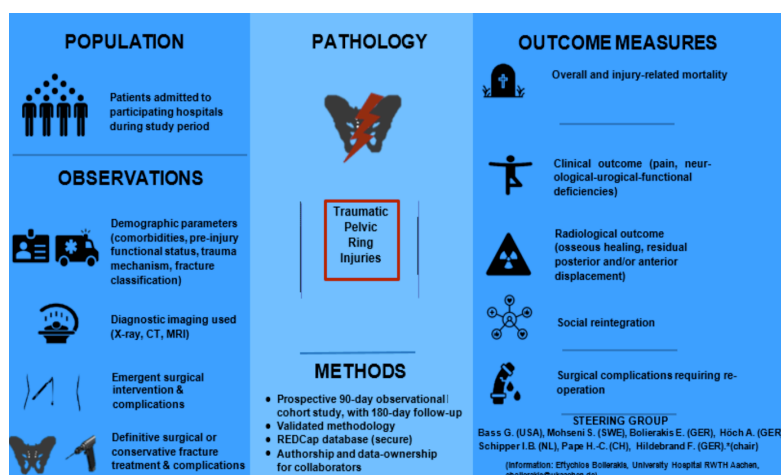 POPULATION
Patients admitted to
participating hospitals
during study period
OBSERVATIONS
Demographic parameters
(comorbidities, pre-injury
functional status, trauma
mechanism, fracture
classification)
Diagnostic imaging used
(X-ray, CT, MRI)
Emergent surgical
intervention &
complications
Definitive surgical or
conservative fracture
treatment & complications
PATHOLOGY
Traumatic
Pelvic
Ring
Injuries
METHODS
• Prospective 90-day observational
cohort study, with 180-day follow-up
• Validated methodology
• REDCap database (secure)
• Authorship and data-ownership
for collaborators
OUTCOME MEASURES
Overall and injury-related mortality
Clinical outcome (pain, neur-
ological-urogical-functional
deficiencies)
Radiological outcome
(osseous healing, residual
posterior and/or anterior
displacement)
Social reintegration
Surgical complications requiring re-
operation
STEERING GROUP
Bass G. (USA), Mohseni S. (SWE), Bolierakis E. (GER), Höch A. (GER
Schipper I.B. (NL), Pape H.-C. (CH), Hildebrand F. (GER).*(chair)
(Information: Eftychios Bolierakis, University Hospital RWTH Aachen,